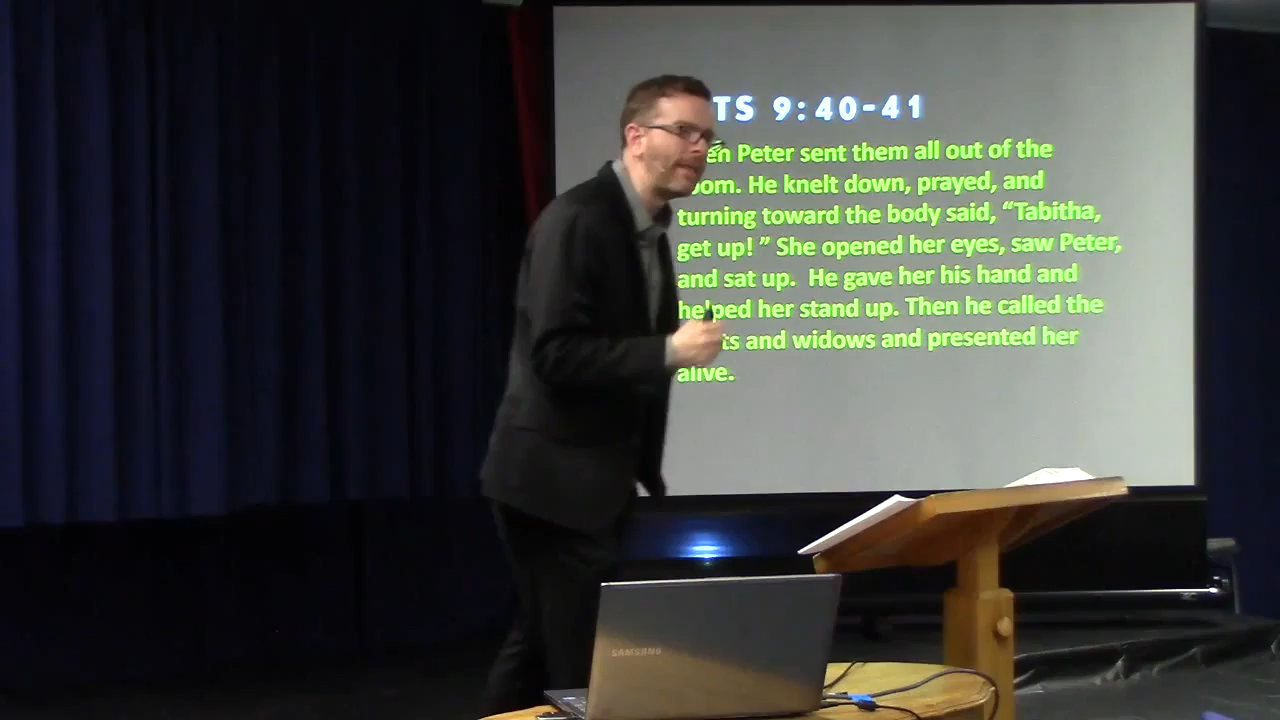 TS 9:40-41
en Peter sent them all out of the
oom. He knelt down, prayed, and
turning toward the body said, “Tabitha,
get up! ” She opened her eyes, saw Peter,
and sat up. He gave her his hand and
helped her stand up. Then he called the
ts and widows and presented her
alive.
SAMSUNG